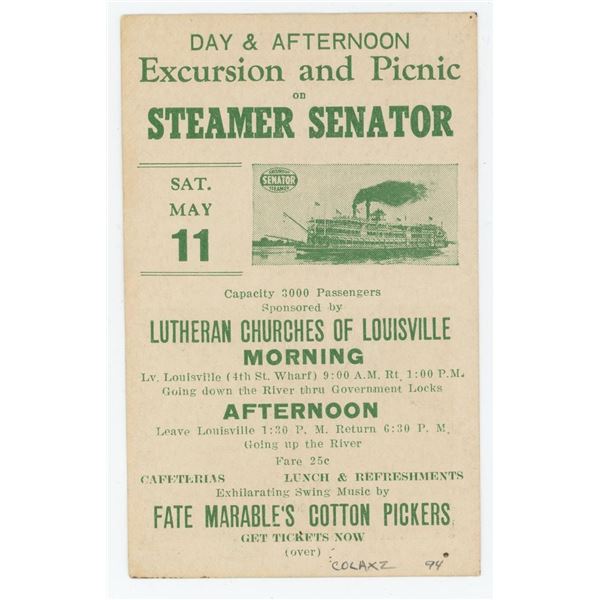 DAY & AFTERNOON
Excursion and Picnic
on
STEAMER SENATOR
SAT.
MAY
11
SENATOR
STEAMER
Capacity 3000 Passengers
Sponsored by
LUTHERAN CHURCHES OF LOUISVILLE
MORNING
Lv. Louisville (4th St. Wharf) 9:00 A.M. Rt. 1:00 P.M.
Going down the River thru Government Locks
AFTERNOON
Leave Louisville 1:30 P. M. Return 6:30 P. M.
Going up the River
Fare 25c
CAFETERIAS LUNCH & REFRESHMENTS
Exhilarating Swing Music by
FATE MARABLE'S COTTON PICKERS
GET TICKETS NOW
(over)
COLAXZ 94